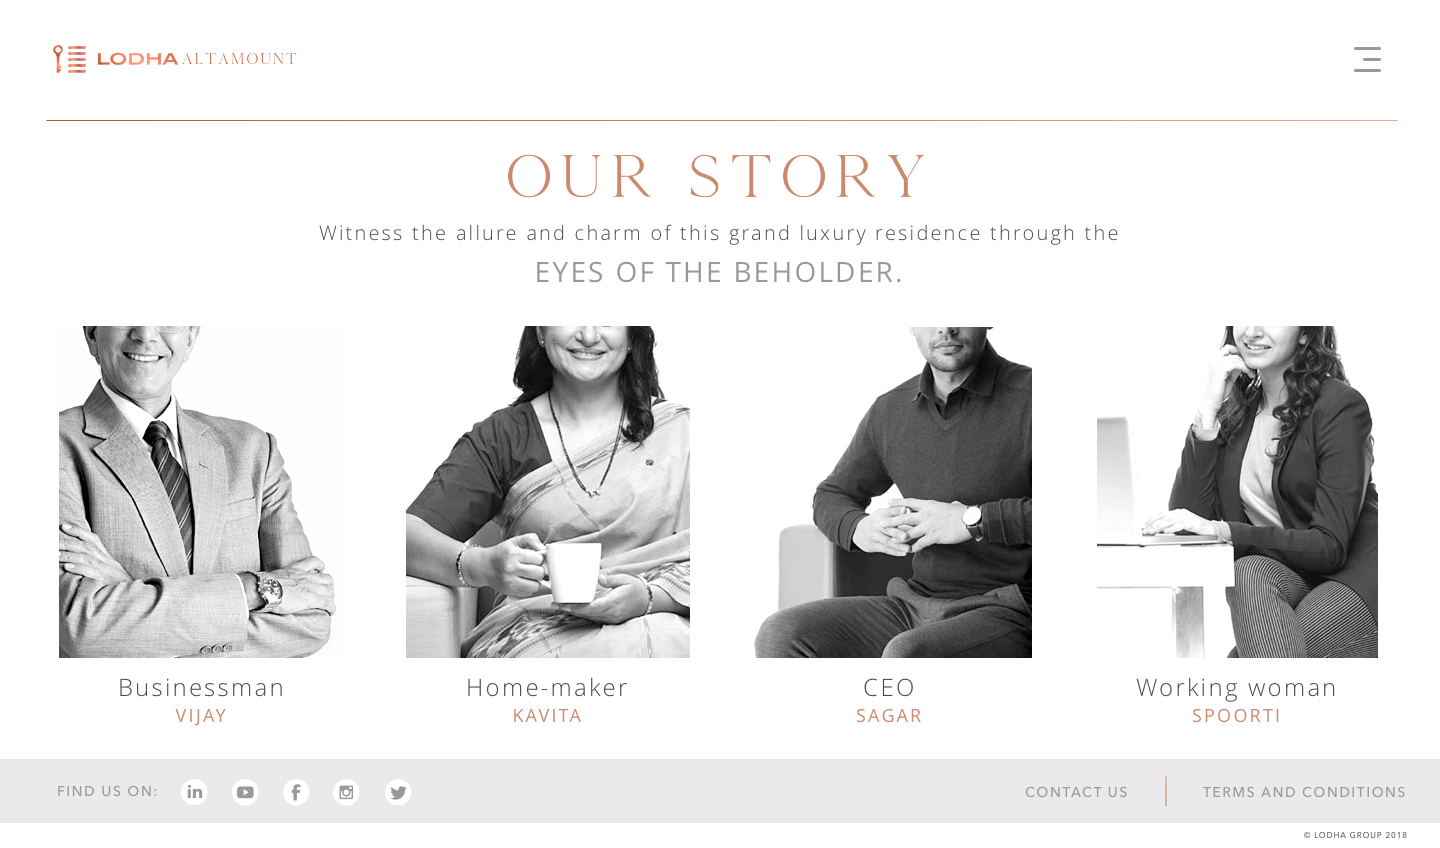 LODHA ALTAMOUNT
OUR STORY
Witness the allure and charm of this grand luxury residence through the
EYES OF THE BEHOLDER.
Businessman
VIJAY
Home-maker
KAVITA
CEO
SAGAR
Working woman
SPOORTI
FIND US ON:
CONTACT US
TERMS AND CONDITIONS
© LODHA GROUP 2018